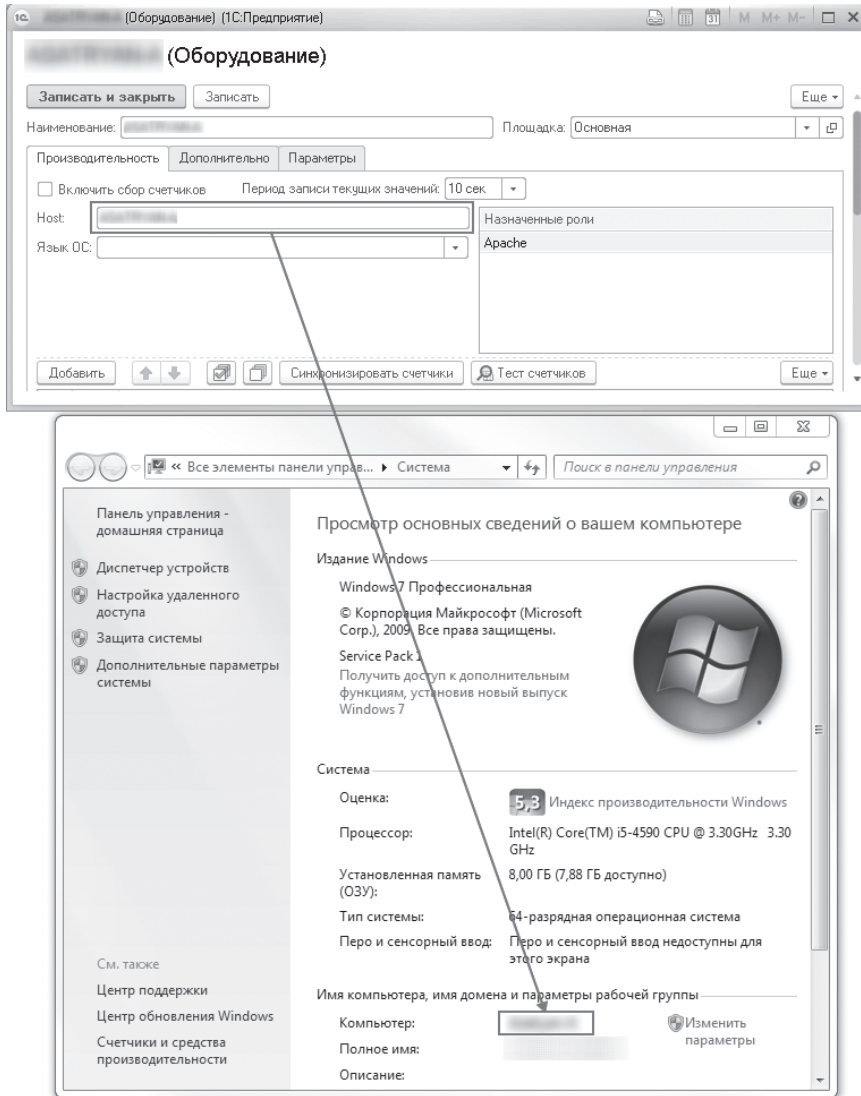 (Оборудование) (1С:Предприятие)
M M+ M-
(Оборудование)
Записать и закрыть Записать Еще
Наименование: Площадка: Основная
Производительность Дополнительно Параметры
Включить сбор счетчиков Период записи текущих значений: 10 сек
Host: Назначенные роли
Язык ОС: Apache
Добавить Синхронизировать счетчики Тест счетчиков Еще
« Все элементы панели управ... Система Поиск в панели управления
Панель управления -
домашняя страница
Диспетчер устройств
Настройка удаленного
доступа
Защита системы
Дополнительные параметры
системы
См. также
Центр поддержки
Центр обновления Windows
Счетчики и средства
производительности
Просмотр основных сведений о вашем компьютере
Издание Windows
Windows 7 Профессиональная
© Корпорация Майкрософт (Microsoft
Corp.), 2009. Все права защищены.
Service Pack 1
Получить доступ к дополнительным
функциям, установив новый выпуск
Windows 7
Система
Оценка: 5,3 Индекс производительности Windows
Процессор: Intel(R) Core(TM) i5-4590 CPU @ 3.30GHz 3.30
GHz
Установленная память 8,00 ГБ (7,88 ГБ доступно)
(ОЗУ):
Тип системы: 64-разрядная операционная система
Перо и сенсорный ввод: Перо и сенсорный ввод недоступны для
этого экрана
Имя компьютера, имя домена и параметры рабочей группы
Компьютер: Изменить
параметры
Полное имя:
Описание: